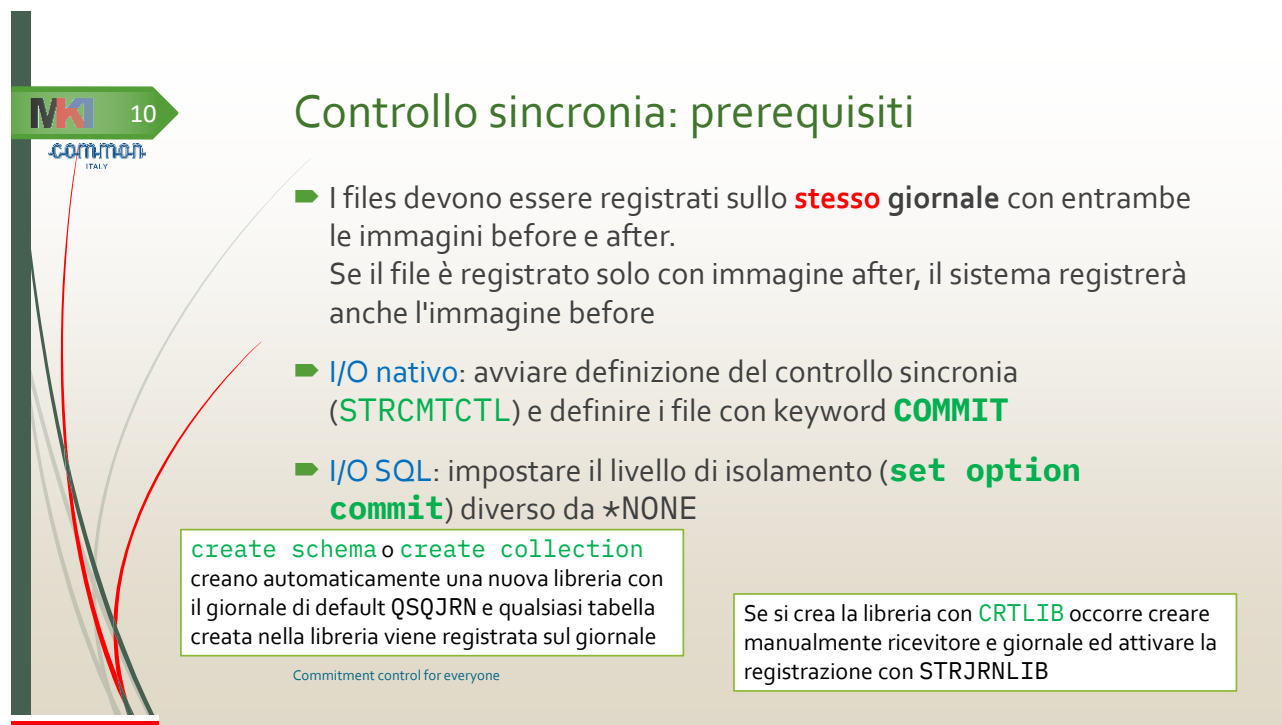 MK1
10
common
ITALY
Controllo sincronia: prerequisiti
I files devono essere registrati sullo stesso giornale con entrambe
le immagini before e after.
Se il file è registrato solo con immagine after, il sistema registrerà
anche l'immagine before
I/O nativo: avviare definizione del controllo sincronia
(STRCMTCTL) e definire i file con keyword COMMIT
I/O SQL: impostare il livello di isolamento (set option
commit) diverso da *NONE
create schema o create collection
creano automaticamente una nuova libreria con
il giornale di default QSQJRN e qualsiasi tabella
creata nella libreria viene registrata sul giornale
Se si crea la libreria con CRTLIB occorre creare
manualmente ricevitore e giornale ed attivare la
registrazione con STRJRNLIB
Commitment control for everyone